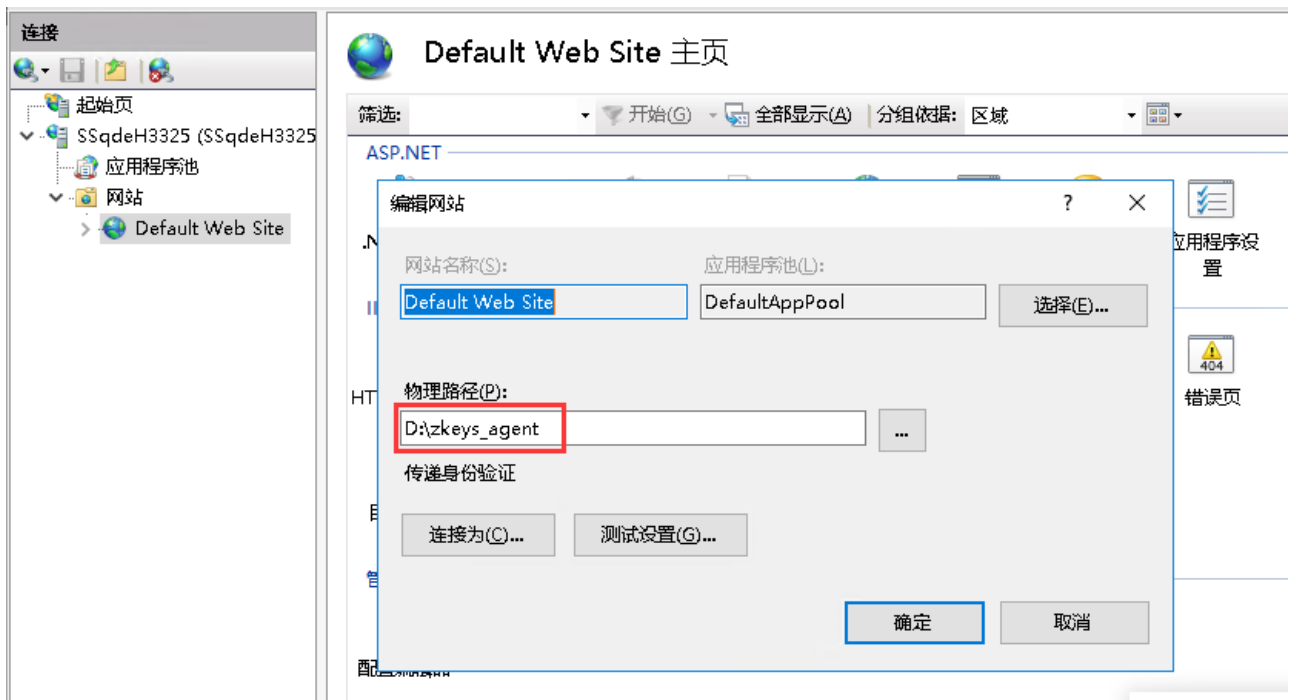 连接
Default Web Site 主页
起始页
筛选:
开始(G)
全部显示(A)
分组依据:
区域
SSqdeH3325 (SSqdeH3325
应用程序池
ASP.NET
网站
编辑网站
?
Default Web Site
应用程序设
置
网站名称(S):
应用程序池(L):
Default Web Site
DefaultAppPool
选择(E)...
404
物理路径(P):
HT
错误页
D:\zkeys_agent
...
传递身份验证
连接为(C)...
测试设置(G)...
确定
取消